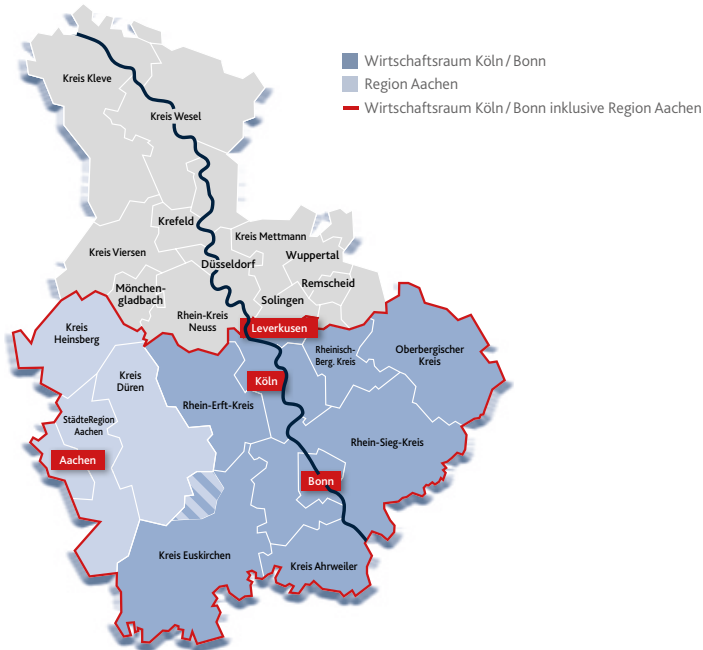 Wirtschaftsraum Köln / Bonn
Region Aachen
Wirtschaftsraum Köln / Bonn inklusive Region Aachen
Kreis Kleve
Kreis Wesel
Krefeld
Kreis Mettmann
Kreis Viersen
Wuppertal
Düsseldorf
Remscheid
Mönchen-
gladbach
Solingen
Rhein-Kreis
Neuss
Leverkusen
Kreis
Heinsberg
Rheinisch-
Berg. Kreis
Oberbergischer
Kreis
Kreis
Düren
Köln
Rhein-Erft-Kreis
StädteRegion
Aachen
Rhein-Sieg-Kreis
Aachen
Bonn
Kreis Euskirchen
Kreis Ahrweiler